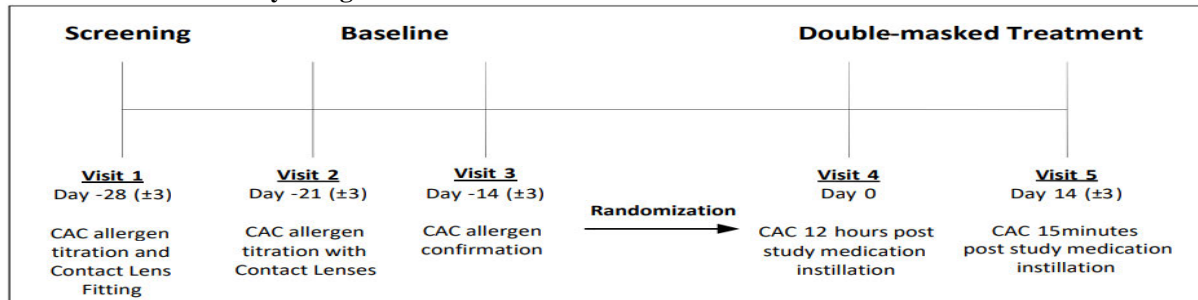 Screening Baseline Double-masked Treatment
Visit 1
Day -28 (±3)
CAC allergen
titration and
Contact Lens
Fitting
Visit 2
Day -21 (±3)
CAC allergen
titration with
Contact Lenses
Visit 3
Day -14 (±3)
CAC allergen
confirmation
Randomization
Visit 4
Day 0
CAC 12 hours post
study medication
instillation
Visit 5
Day 14 (±3)
CAC 15minutes
post study medication
instillation